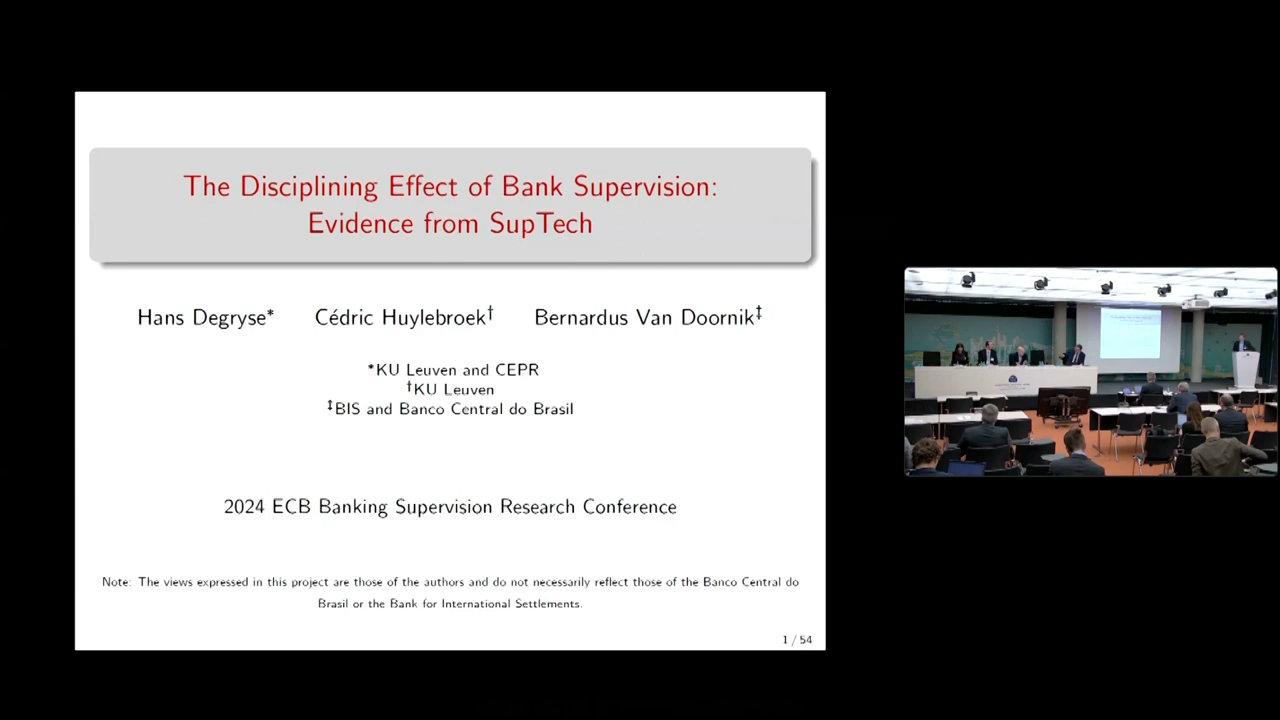 The Disciplining Effect of Bank Supervision:
Evidence from SupTech
Hans Degryse* Cédric Huylebroek† Bernardus Van Doornik‡
*KU Leuven and CEPR
†KU Leuven
‡BIS and Banco Central do Brasil
2024 ECB Banking Supervision Research Conference
Note: The views expressed in this project are those of the authors and do not necessarily reflect those of the Banco Central do
Brasil or the Bank for International Settlements.
1 / 54